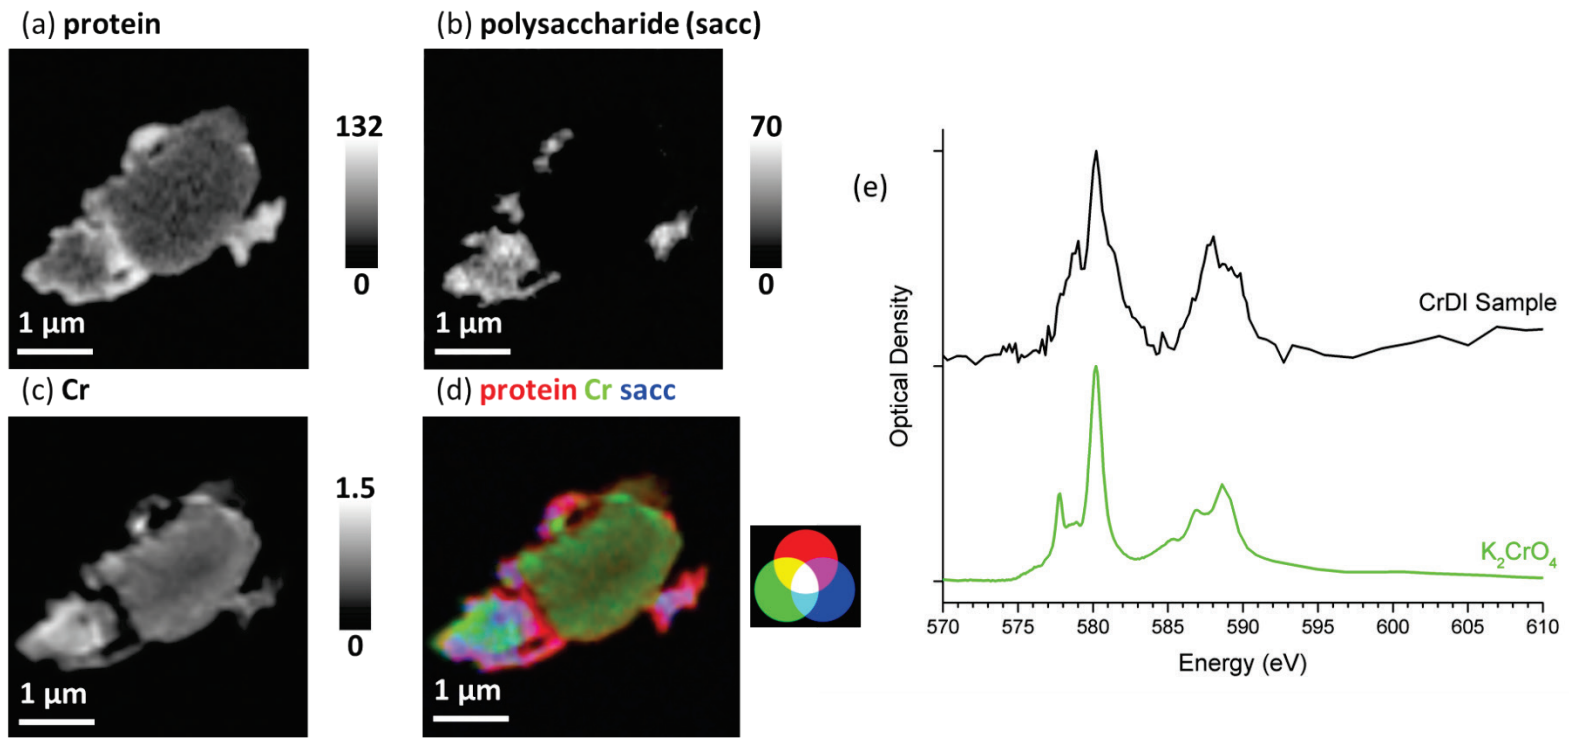 (a) protein
132
0
1 μm
(b) polysaccharide (sacc)
70
0
1 μm
(c) Cr
1.5
0
1 μm
(d) protein Cr sacc
1 μm
(e)
Optical Density
CrDI Sample
K2CrO4
570 575 580 585 590 595 600 605 610
Energy (eV)